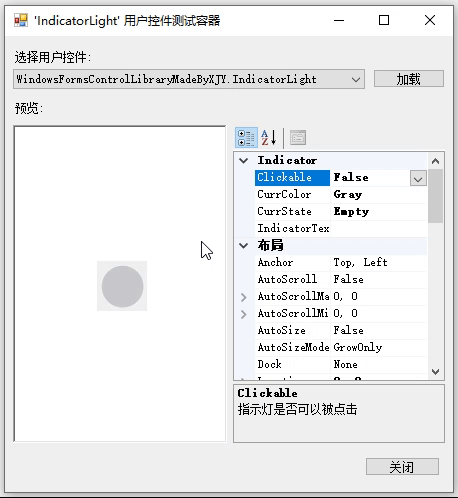 'IndicatorLight' 用户控件测试容器
选择用户控件:
WindowsFormsControlLibraryMadeByXJY.IndicatorLight
加载
预览:
Indicator
Clickable False
CurrColor Gray
CurrState Empty
IndicatorTex
布局
Anchor Top, Left
AutoScroll False
AutoScrollMa 0, 0
AutoScrollMi 0, 0
AutoSize False
AutoSizeMode GrowOnly
Dock None
Clickable
指示灯是否可以被点击
关闭